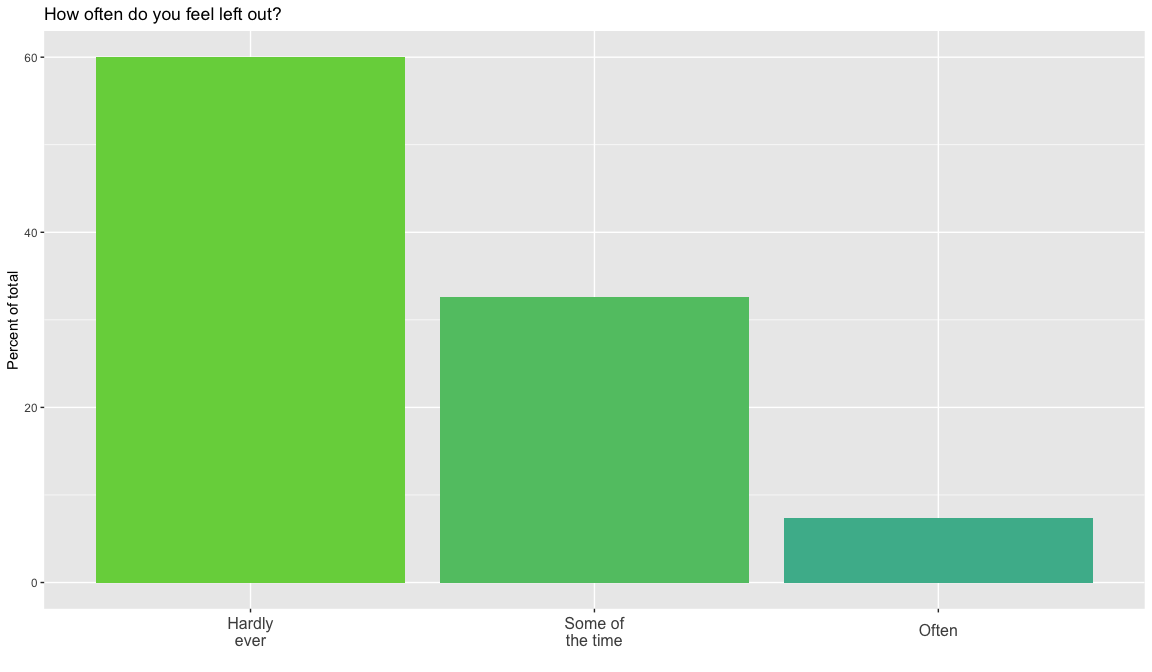 How often do you feel left out?
Percent of total
60
40
20
0
Hardly
ever
Some of
the time
Often